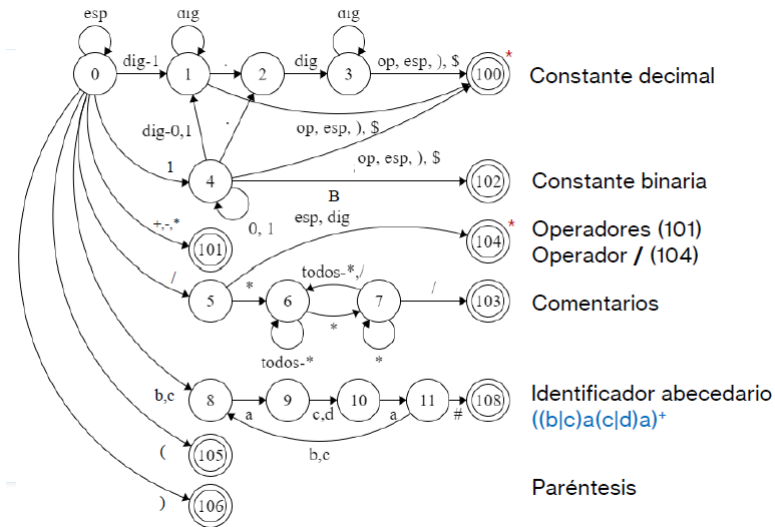 esp
dig
dig
0
dig-1
1
.
2
dig
3
op, esp, ), $
100
*
Constante decimal
dig-0,1
.
op, esp, ), $
1
4
op, esp, ), $
102
Constante binaria
B
0, 1
esp, dig
+,-,*
101
104
*
Operadores (101)
Operador / (104)
/
5
*
6
todos-*,/
7
/
103
Comentarios
*
todos-*
*
b,c
8
a
9
c,d
10
a
11
#
108
Identificador abecedario
((b|c)a(c|d)a)+
b,c
(
105
)
106
Paréntesis